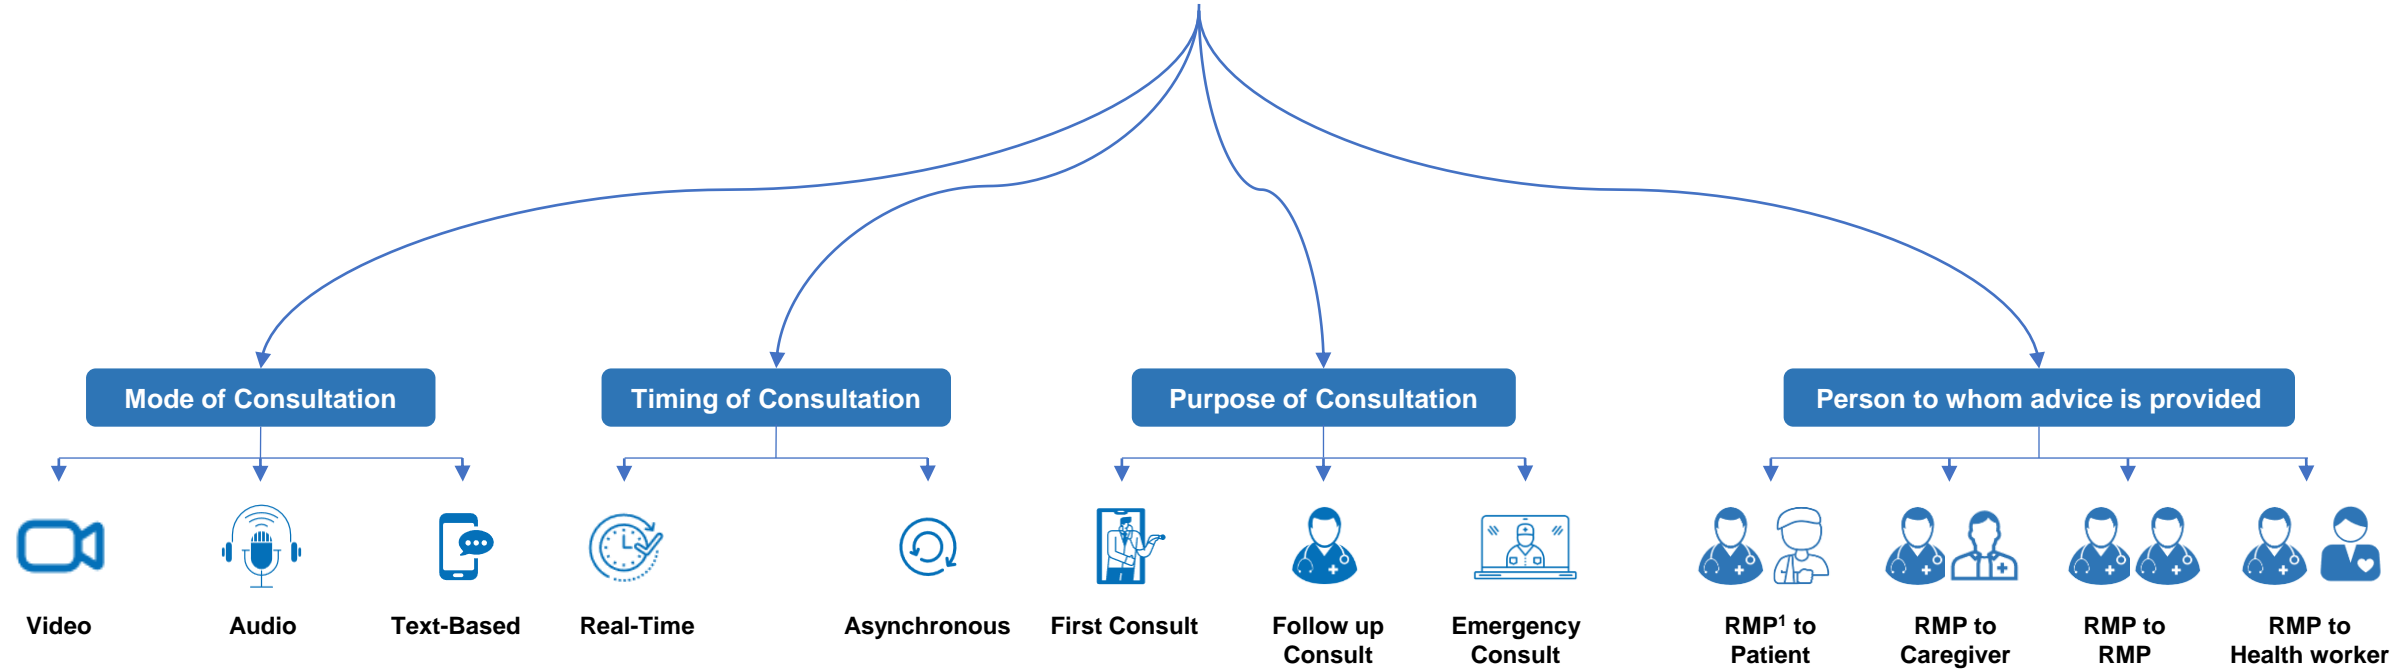 Mode of Consultation
Timing of Consultation
Purpose of Consultation
Person to whom advice is provided
Video
Audio
Text-Based
Real-Time
Asynchronous
First Consult
Follow up
Consult
Emergency
Consult
RMP¹ to
Patient
RMP to
Caregiver
RMP to
RMP
RMP to
Health worker